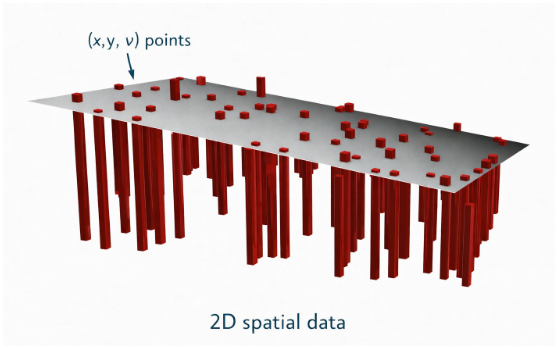 (x,y, v) points
2D spatial data